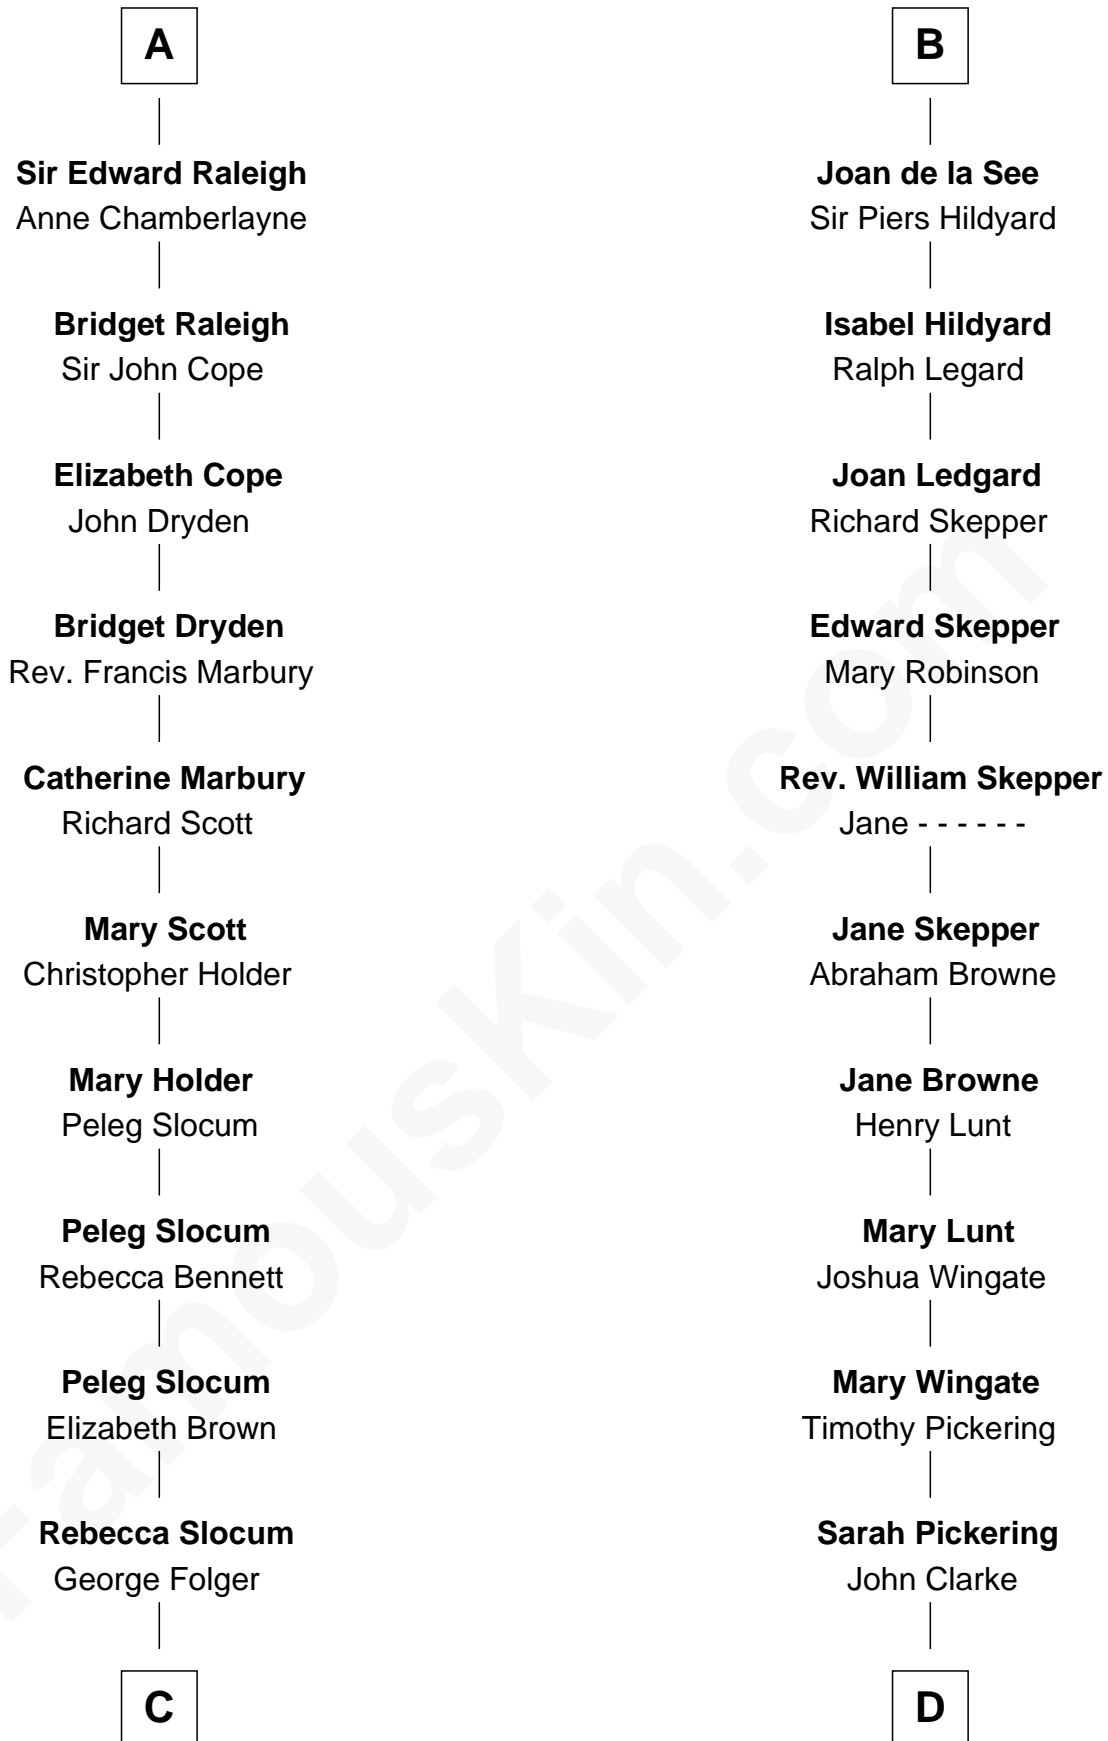 A
Sir Edward Raleigh
Anne Chamberlayne
Bridget Raleigh
Sir John Cope
Elizabeth Cope
John Dryden
Bridget Dryden
Rev. Francis Marbury
Catherine Marbury
Richard Scott
Mary Scott
Christopher Holder
Mary Holder
Peleg Slocum
Peleg Slocum
Rebecca Bennett
Peleg Slocum
Elizabeth Brown
Rebecca Slocum
George Folger
C
B
Joan de la See
Sir Piers Hildyard
Isabel Hildyard
Ralph Legard
Joan Ledgard
Richard Skepper
Edward Skepper
Mary Robinson
Rev. William Skepper
Jane - - - - - -
Jane Skepper
Abraham Browne
Jane Browne
Henry Lunt
Mary Lunt
Joshua Wingate
Mary Wingate
Timothy Pickering
Sarah Pickering
John Clarke
D
FamousKin.com